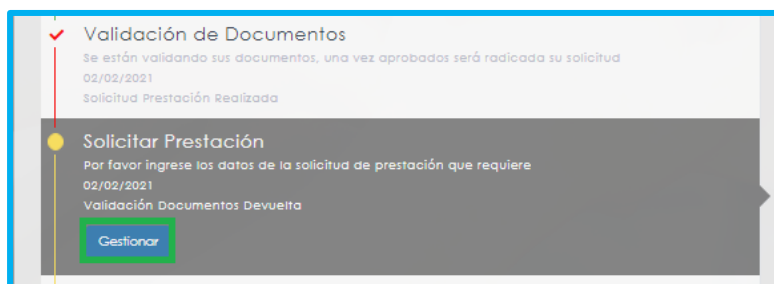 Validación de Documentos
Se están validando sus documentos, una vez aprobados será radicada su solicitud
02/02/2021
Solicitud Prestación Realizada
Solicitar Prestación
Por favor ingrese los datos de la solicitud de prestación que requiere
02/02/2021
Validación Documentos Devuelta
Gestionar